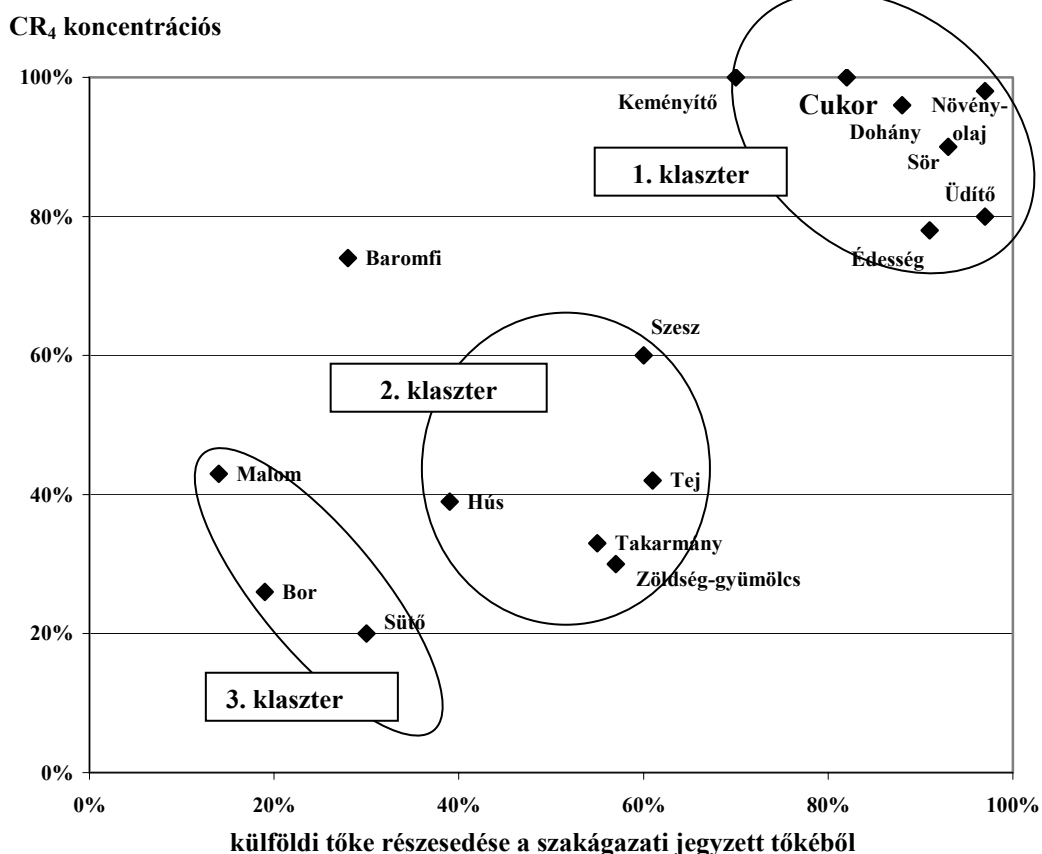 CR₄ koncentrációs
100%
Keményítő
Cukor
Növény-
Dohány
olaj
Sör
1. klaszter
Üdítő
80%
Édesség
Baromfi
Szesz
60%
2. klaszter
Malom
Tej
40%
Hús
Takarmány
Zöldség-gyümölcs
Bor
Sütő
20%
3. klaszter
0%
0% 20% 40% 60% 80% 100%
külföldi tőke részesedése a szakágazati jegyzett tőkéből